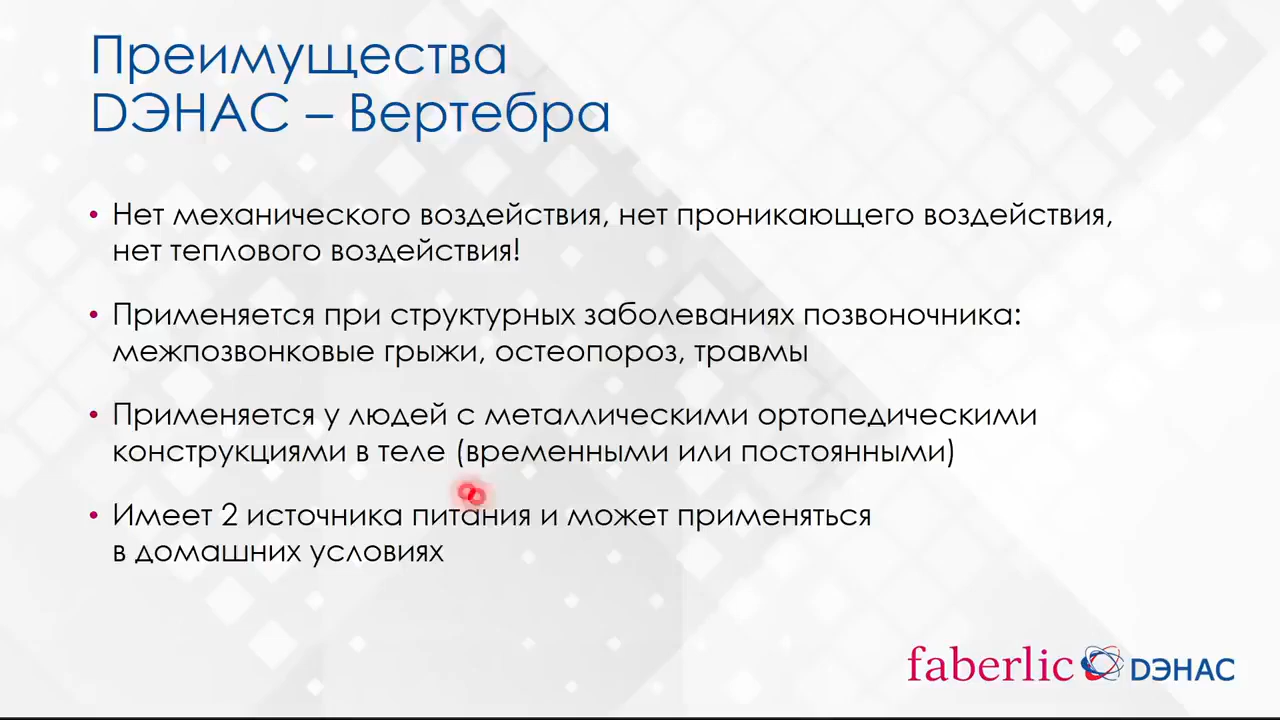 Преимущества
DЭНАС – Вертебра
• Нет механического воздействия, нет проникающего воздействия,
нет теплового воздействия!
• Применяется при структурных заболеваниях позвоночника:
межпозвонковые грыжи, остеопороз, травмы
• Применяется у людей с металлическими ортопедическими
конструкциями в теле (временными или постоянными)
• Имеет 2 источника питания и может применяться
в домашних условиях
faberlic DЭНАС